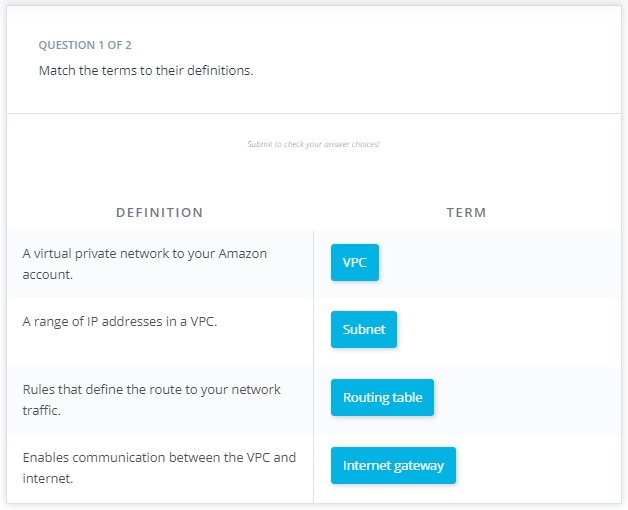 QUESTION 1 OF 2
Match the terms to their definitions.
Submit to check your answer choices!
DEFINITION TERM
A virtual private network to your Amazon
account.
VPC
A range of IP addresses in a VPC.
Subnet
Rules that define the route to your network
traffic.
Routing table
Enables communication between the VPC and
internet.
Internet gateway